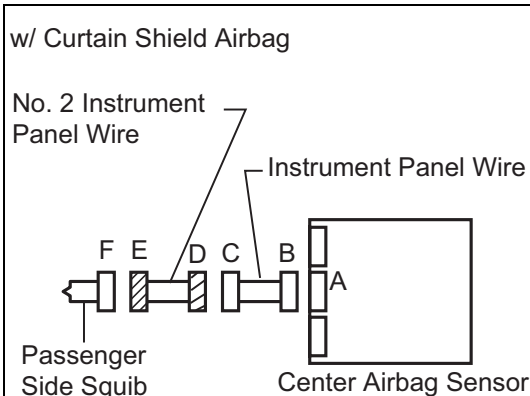 w/ Curtain Shield Airbag
No. 2 Instrument
Panel Wire
Instrument Panel Wire
F E D C B
A
Passenger
Side Squib
Center Airbag Sensor